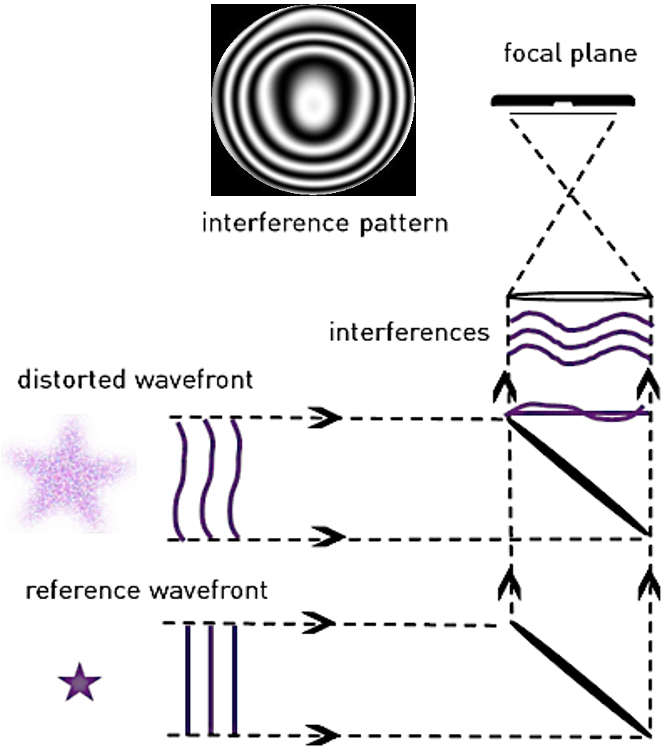 focal plane
interference pattern
interferences
distorted wavefront
reference wavefront